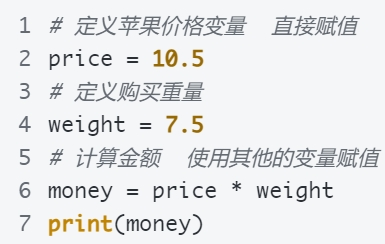 1 # 定义苹果价格变量  直接赋值
2 price = 10.5
3 # 定义购买重量
4 weight = 7.5
5 # 计算金额  使用其他的变量赋值
6 money = price * weight
7 print(money)